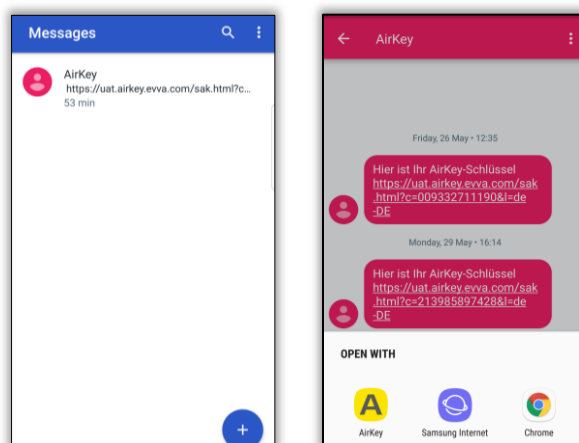 Messages
AirKey
https://uat.airkey.evva.com/sak.html?c...
53 min
+
AirKey
Friday, 26 May • 12:35
Hier ist Ihr AirKey-Schlüssel
https://uat.airkey.evva.com/sak
.html?c=009332711190&l=de
-DE
Monday, 29 May • 16:14
Hier ist Ihr AirKey-Schlüssel
https://uat.airkey.evva.com/sak
.html?c=213985897428&l=de
-DE
OPEN WITH
A
AirKey
Samsung Internet
Chrome